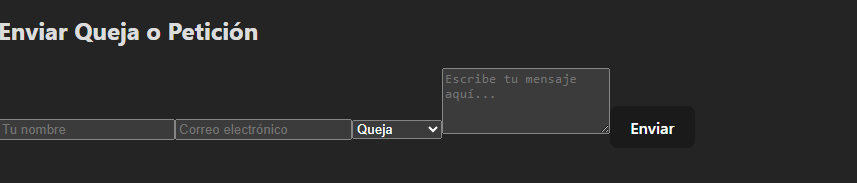 Enviar Queja o Petición
Tu nombre
Correo electrónico
Queja
Escribe tu mensaje
aquí...
Enviar